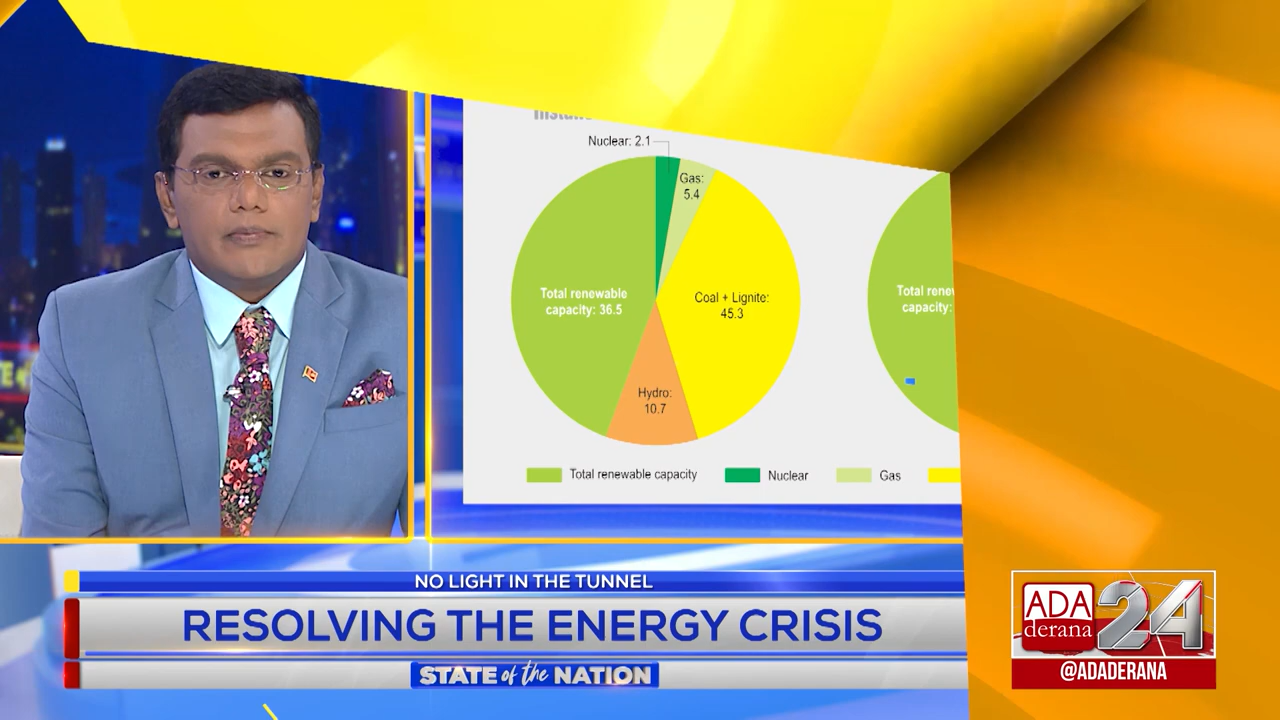 Nuclear: 2.1
Gas:
5.4
Total renewable
capacity: 36.5
Coal + Lignite:
45.3
Hydro:
10.7
capacity:
Total renewable capacity
Nuclear
Gas
NO LIGHT IN THE TUNNEL
RESOLVING THE ENERGY CRISIS
STATE of the NATION
ADA
derana
24
@ADADERANA